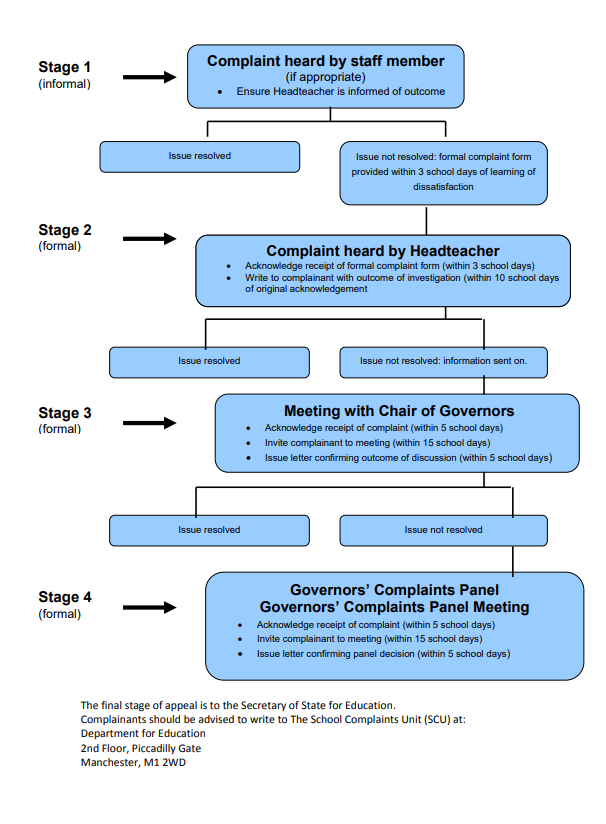 Stage 1
(informal)
Complaint heard by staff member
(if appropriate)
• Ensure Headteacher is informed of outcome
Issue resolved
Issue not resolved: formal complaint form
provided within 3 school days of learning of
dissatisfaction
Stage 2
(formal)
Complaint heard by Headteacher
• Acknowledge receipt of formal complaint form (within 3 school days)
• Write to complainant with outcome of investigation (within 10 school days
of original acknowledgement
Issue resolved
Issue not resolved: information sent on.
Stage 3
(formal)
Meeting with Chair of Governors
• Acknowledge receipt of complaint (within 5 school days)
• Invite complainant to meeting (within 15 school days)
• Issue letter confirming outcome of discussion (within 5 school days)
Issue resolved
Issue not resolved
Stage 4
(formal)
Governors' Complaints Panel
Governors' Complaints Panel Meeting
• Acknowledge receipt of complaint (within 5 school days)
• Invite complainant to meeting (within 15 school days)
• Issue letter confirming panel decision (within 5 school days)
The final stage of appeal is to the Secretary of State for Education.
Complainants should be advised to write to The School Complaints Unit (SCU) at:
Department for Education
2nd Floor, Piccadilly Gate
Manchester, M1 2WD